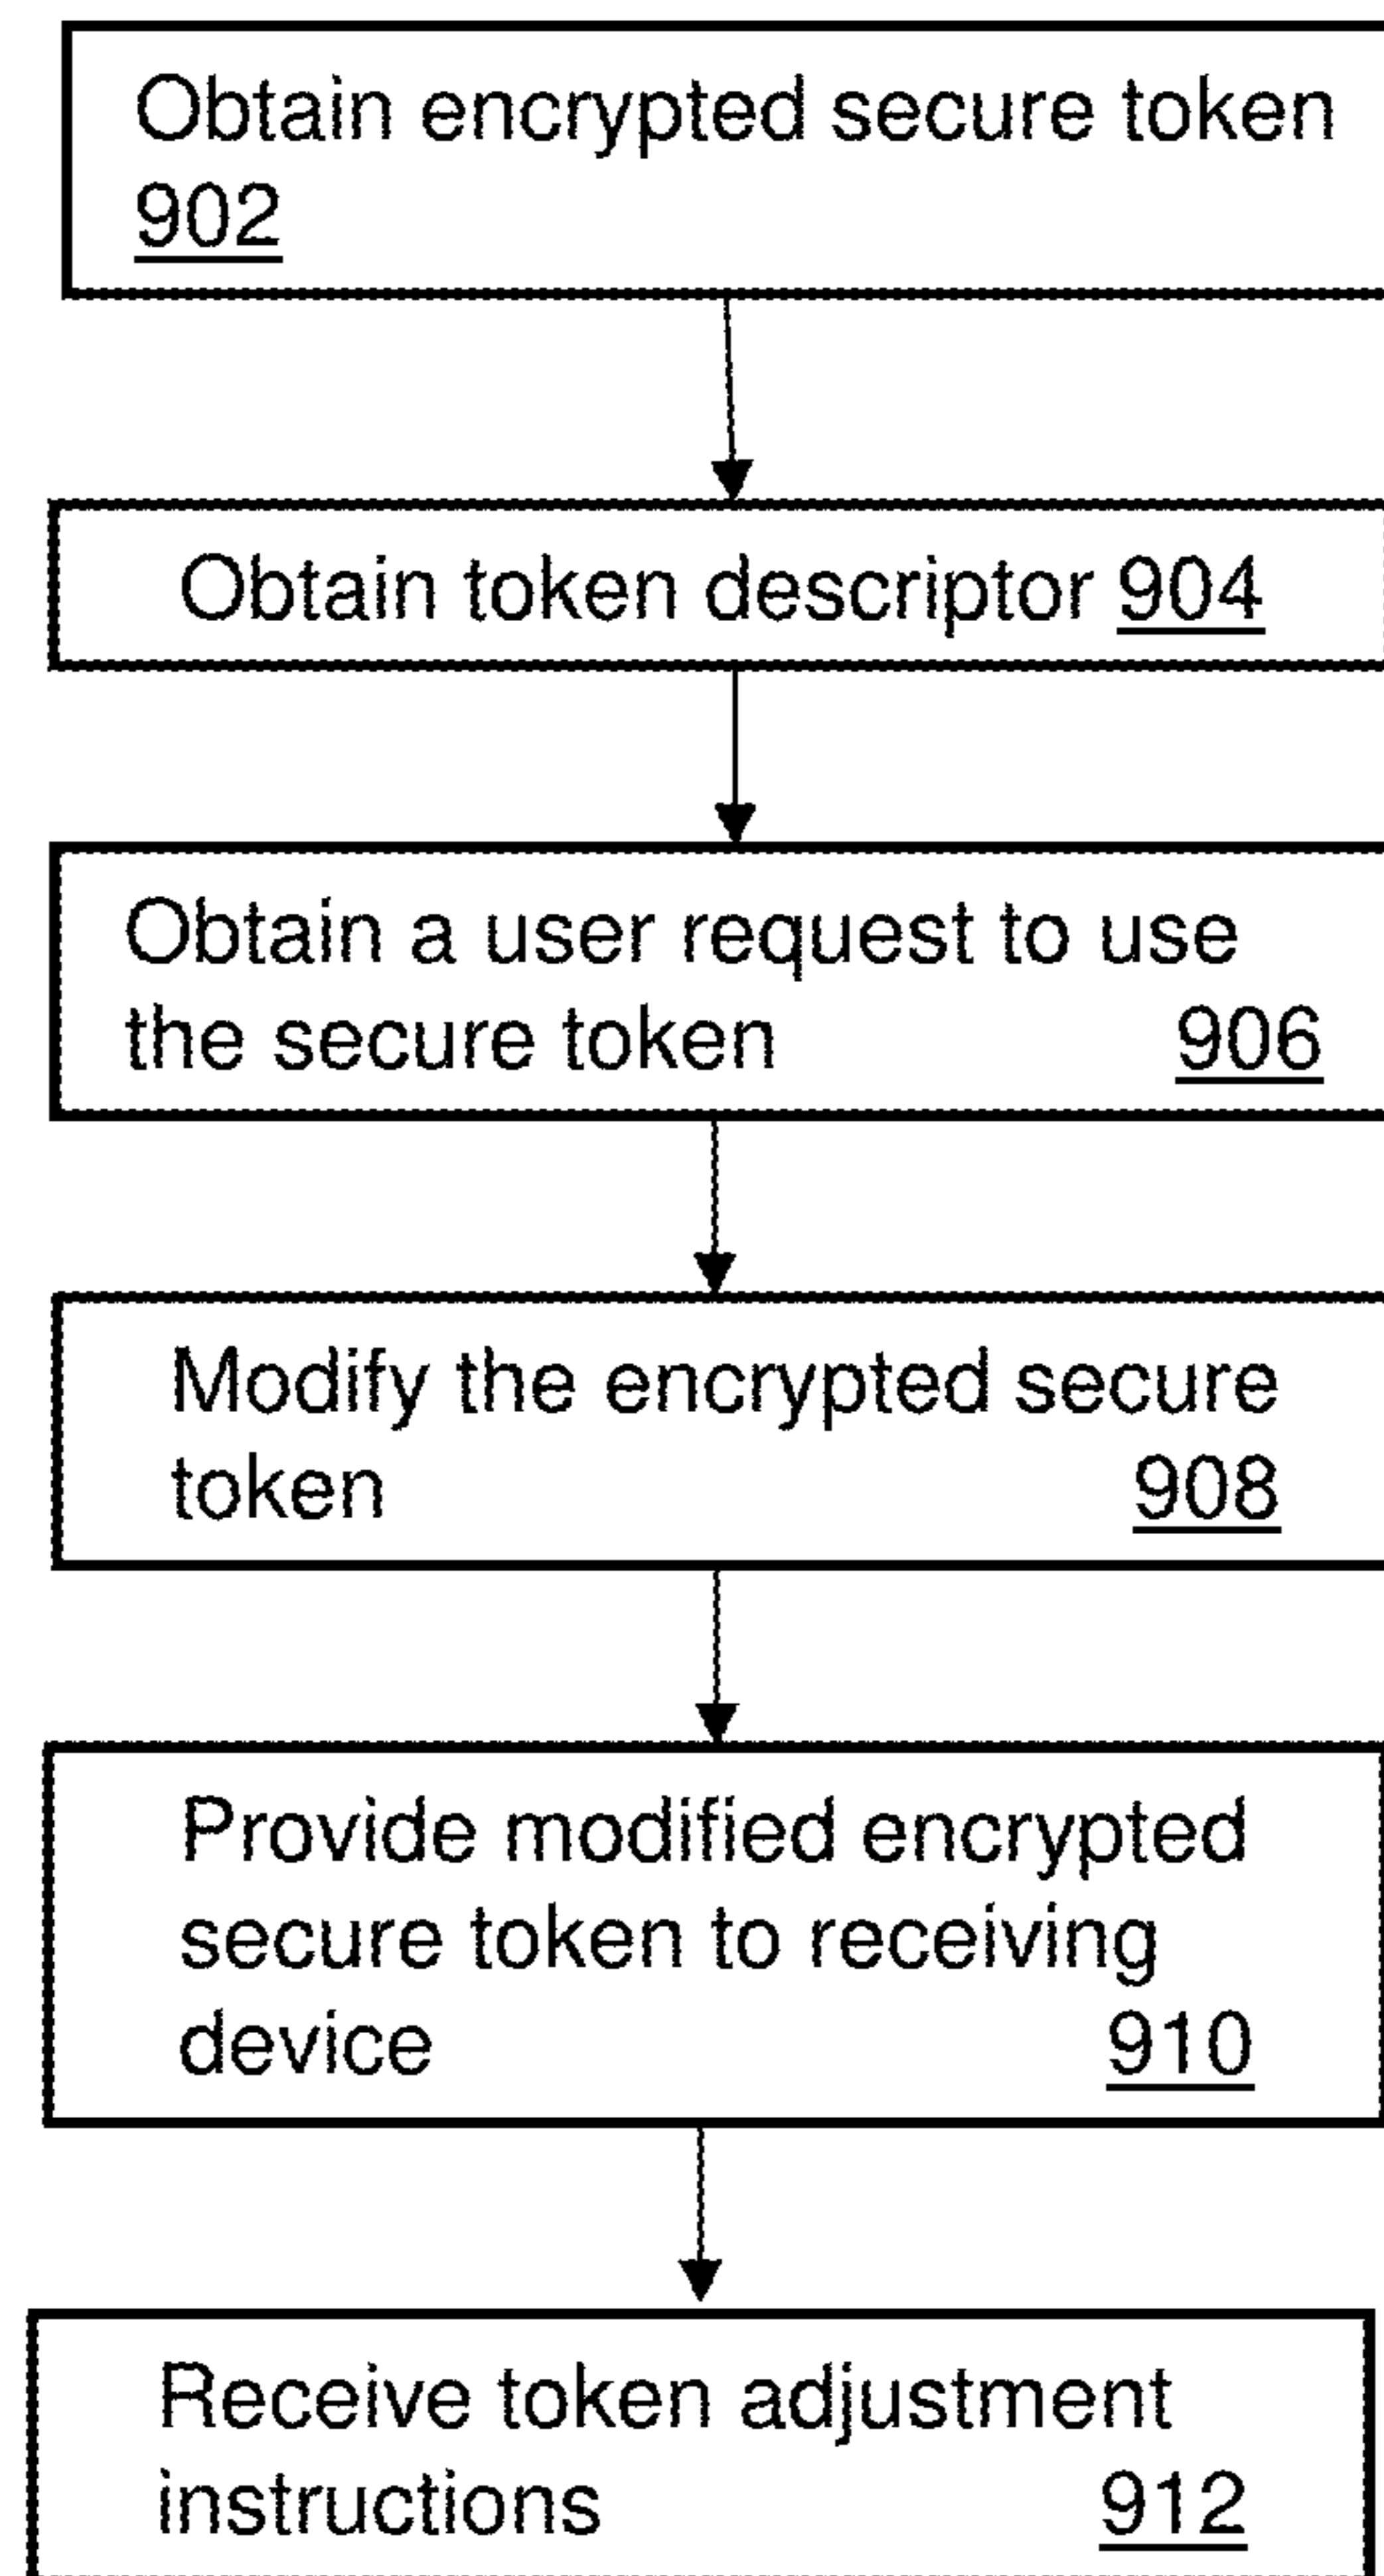 Obtain encrypted secure token
902
Obtain token descriptor 904
Obtain a user request to use
the secure token 906
Modify the encrypted secure
token 908
Provide modified encrypted
secure token to receiving
device 910
Receive token adjustment
instructions 912